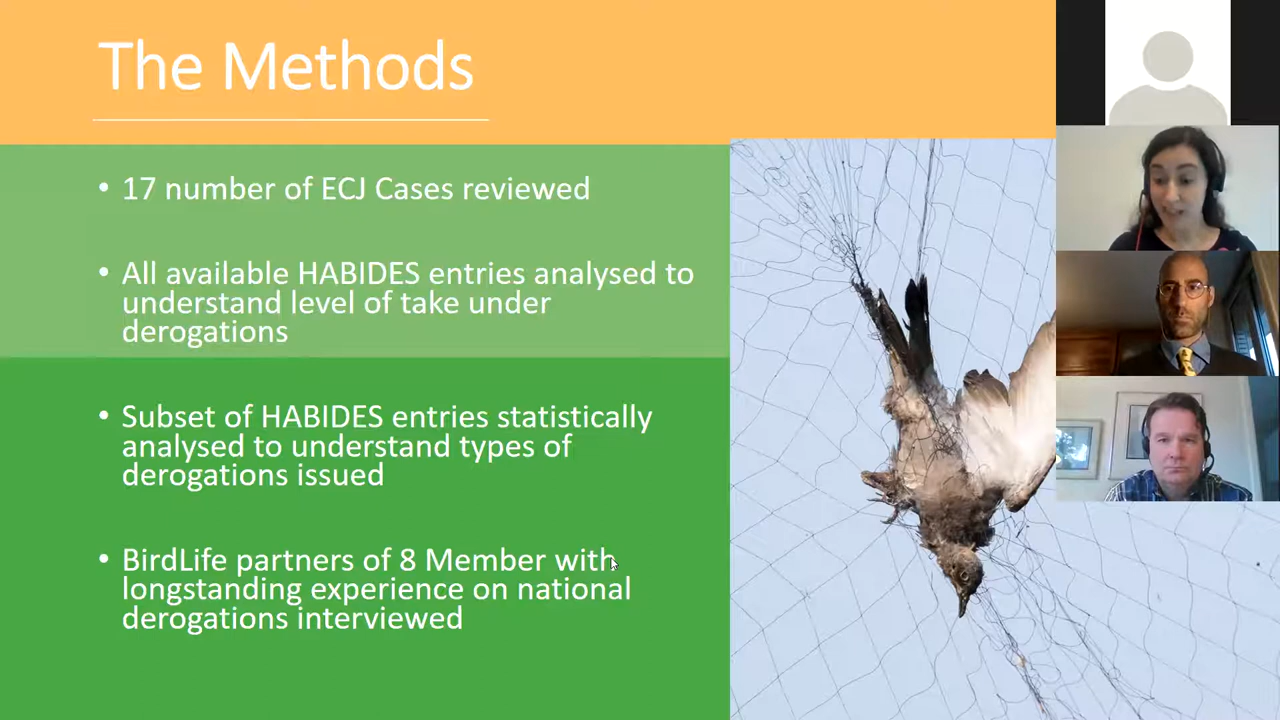 The Methods
• 17 number of ECJ Cases reviewed
• All available HABIDES entries analysed to
understand level of take under
derogations
• Subset of HABIDES entries statistically
analysed to understand types of
derogations issued
• BirdLife partners of 8 Member with
longstanding experience on national
derogations interviewed